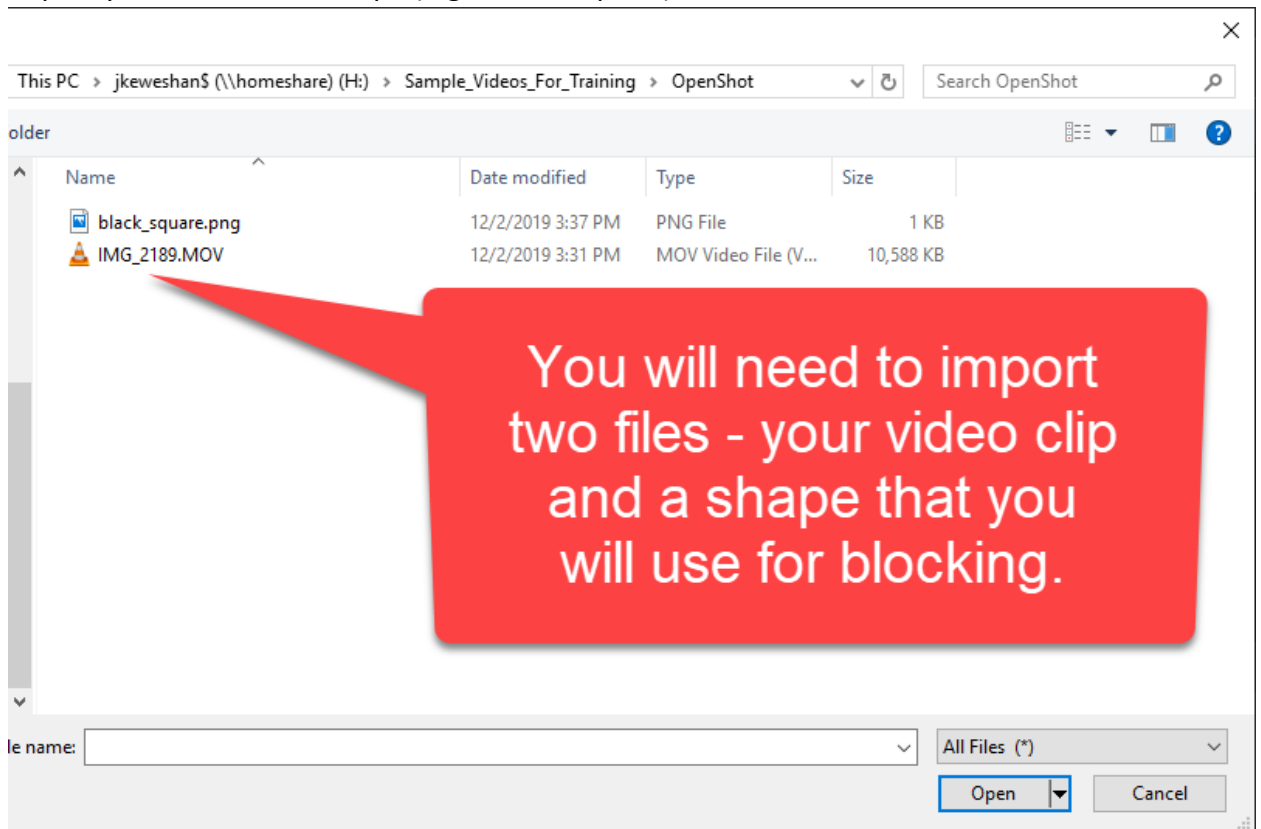 This PC > jkeweshan$ (\\homeshare) (H:) > Sample_Videos_For_Training > OpenShot Search OpenShot
older ?
Name Date modified Type Size
black_square.png 12/2/2019 3:37 PM PNG File 1 KB
IMG_2189.MOV 12/2/2019 3:31 PM MOV Video File (V... 10,588 KB
You will need to import
two files - your video clip
and a shape that you
will use for blocking.
le name: All Files (*)
Open Cancel